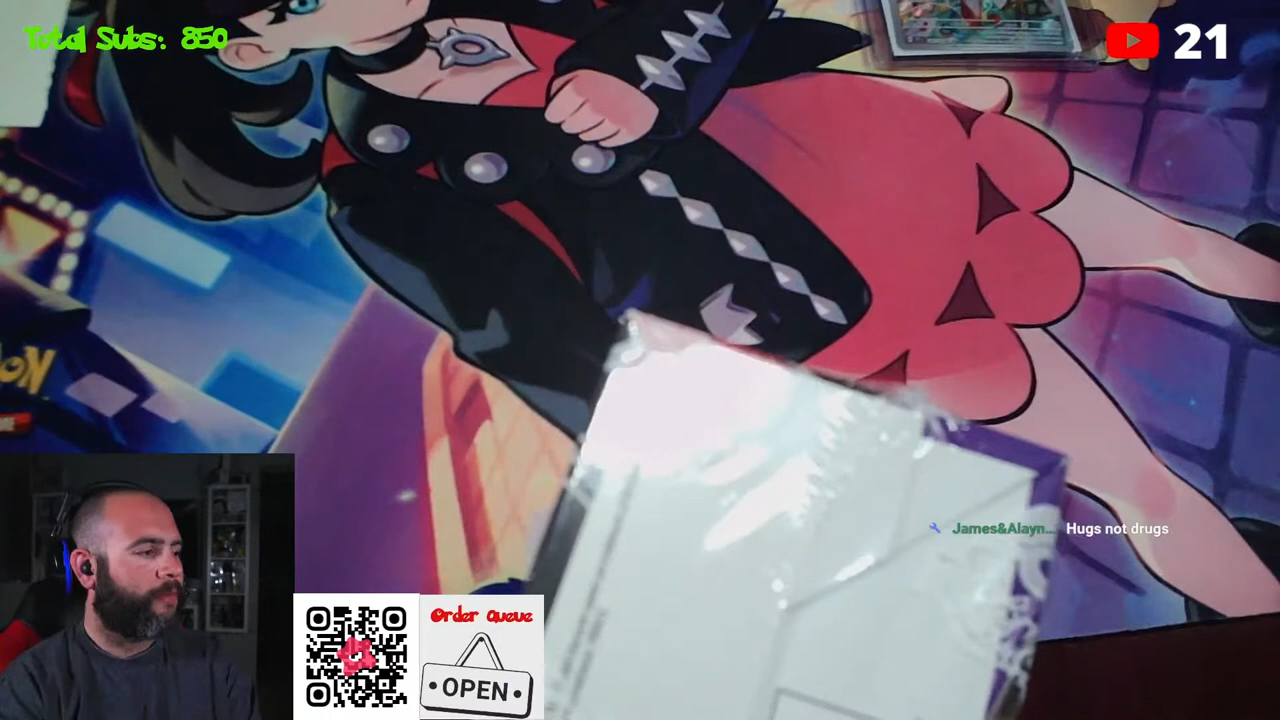 Total Subs: 850
21
James&Alayn... Hugs not drugs
Order Queue
• OPEN •